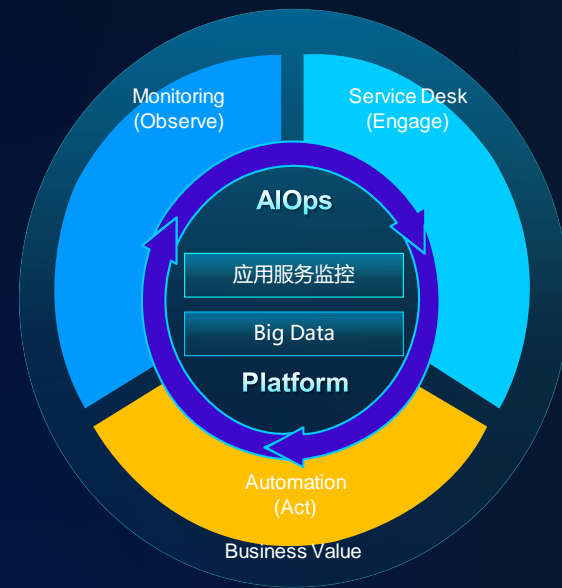 Monitoring
(Observe)
Service Desk
(Engage)
AIOps
应用服务监控
Big Data
Platform
Automation
(Act)
Business Value